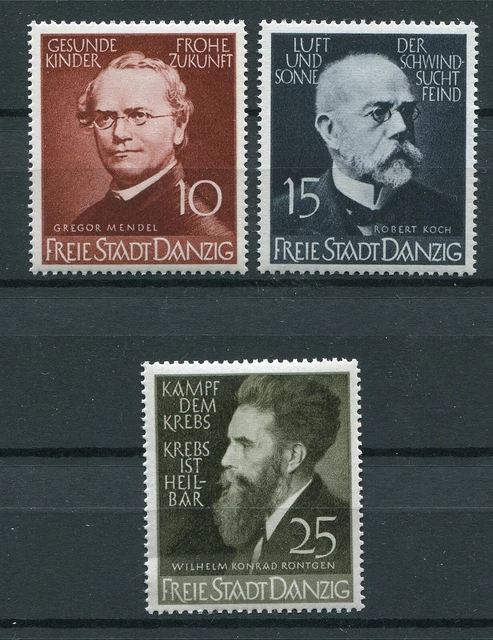 GESUNDE
KINDER
FROHE
ZUKUNFT
10
GREGOR MENDEL
FREIE STADT DANZIG
LUFT
UND
SONNE
DER
SCHWIND-
SUCHT
FEIND
15
ROBERT KOCH
FREIE STADT DANZIG
KAMPF
DEM
KREBS
KREBS
IST
HEIL-
BAR
25
WILHELM KONRAD RÖNTGEN
FREIE STADT DANZIG